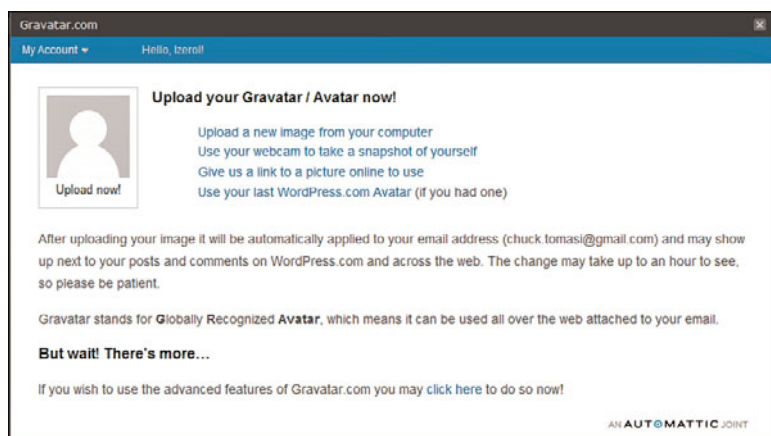 Gravatar.com
My Account
Hello, lzeroll!
Upload your Gravatar / Avatar now!
Upload a new image from your computer
Use your webcam to take a snapshot of yourself
Give us a link to a picture online to use
Upload now!
Use your last WordPress.com Avatar (if you had one)
After uploading your image it will be automatically applied to your email address (chuck.tomasi@gmail.com) and may show
up next to your posts and comments on WordPress.com and across the web. The change may take up to an hour to see,
so please be patient.
Gravatar stands for Globally Recognized Avatar, which means it can be used all over the web attached to your email.
But wait! There's more...
If you wish to use the advanced features of Gravatar.com you may click here to do so now!
AN AUTOMATTIC JOINT